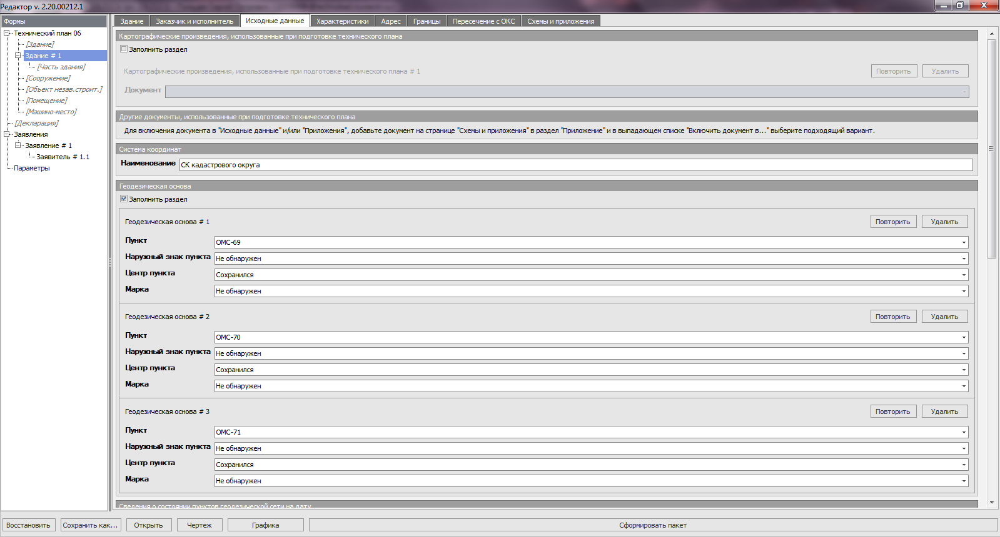 Редактор v. 2.20.00212.1
Формы
Технический план 06
[Здание]
Здание # 1
[Часть здания]
[Сооружение]
[Объект незав.строит.]
[Помещение]
[Машино-место]
[Декларация]
Заявления
Заявление # 1
Заявитель # 1.1
Параметры
Здание Заказчик и исполнитель Исходные данные Характеристики Адрес Границы Пересечение с ОКС Схемы и приложения
Картографические произведения, использованные при подготовке технического плана
Заполнить раздел
Картографические произведения, использованные при подготовке технического плана # 1 Повторить Удалить
Документ
Другие документы, использованные при подготовке технического плана
Для включения документа в "Исходные данные" и/или "Приложения", добавьте документ на странице "Схемы и приложения" в раздел "Приложение" и в выпадающем списке "Включить документ в..." выберите подходящий вариант.
Система координат
Наименование СК кадастрового округа
Геодезическая основа
Заполнить раздел
Геодезическая основа # 1 Повторить Удалить
Пункт ОМС-69
Наружный знак пункта Не обнаружен
Центр пункта Сохранился
Марка Не обнаружен
Геодезическая основа # 2 Повторить Удалить
Пункт ОМС-70
Наружный знак пункта Не обнаружен
Центр пункта Сохранился
Марка Не обнаружен
Геодезическая основа # 3 Повторить Удалить
Пункт ОМС-71
Наружный знак пункта Не обнаружен
Центр пункта Сохранился
Марка Не обнаружен
Сведения о состоянии пунктов геодезической сети на дату
Восстановить Сохранить как... Открыть Чертеж Графика Сформировать пакет